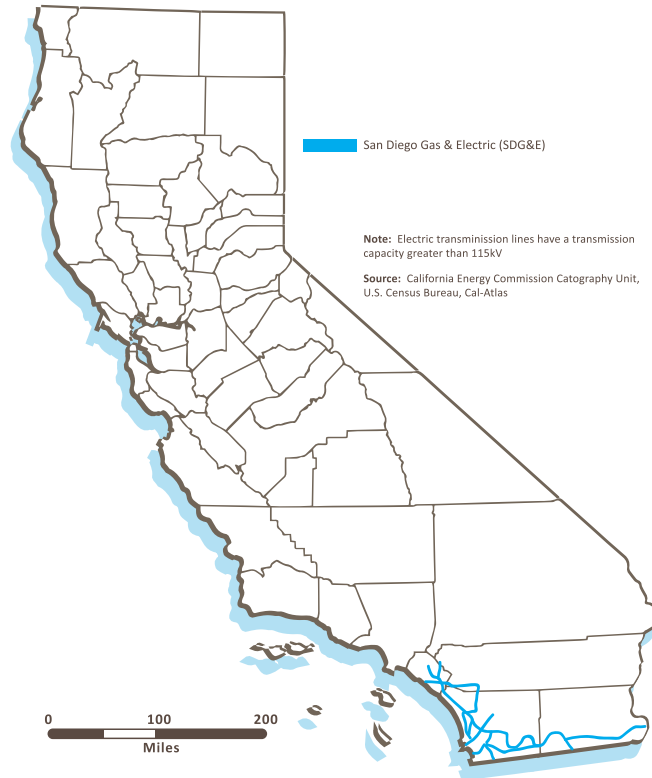 San Diego Gas & Electric (SDG&E)
Note: Electric transminission lines have a transmission
capacity greater than 115kV
Source: California Energy Commission Catography Unit,
U.S. Census Bureau, Cal-Atlas
0 100 200
Miles